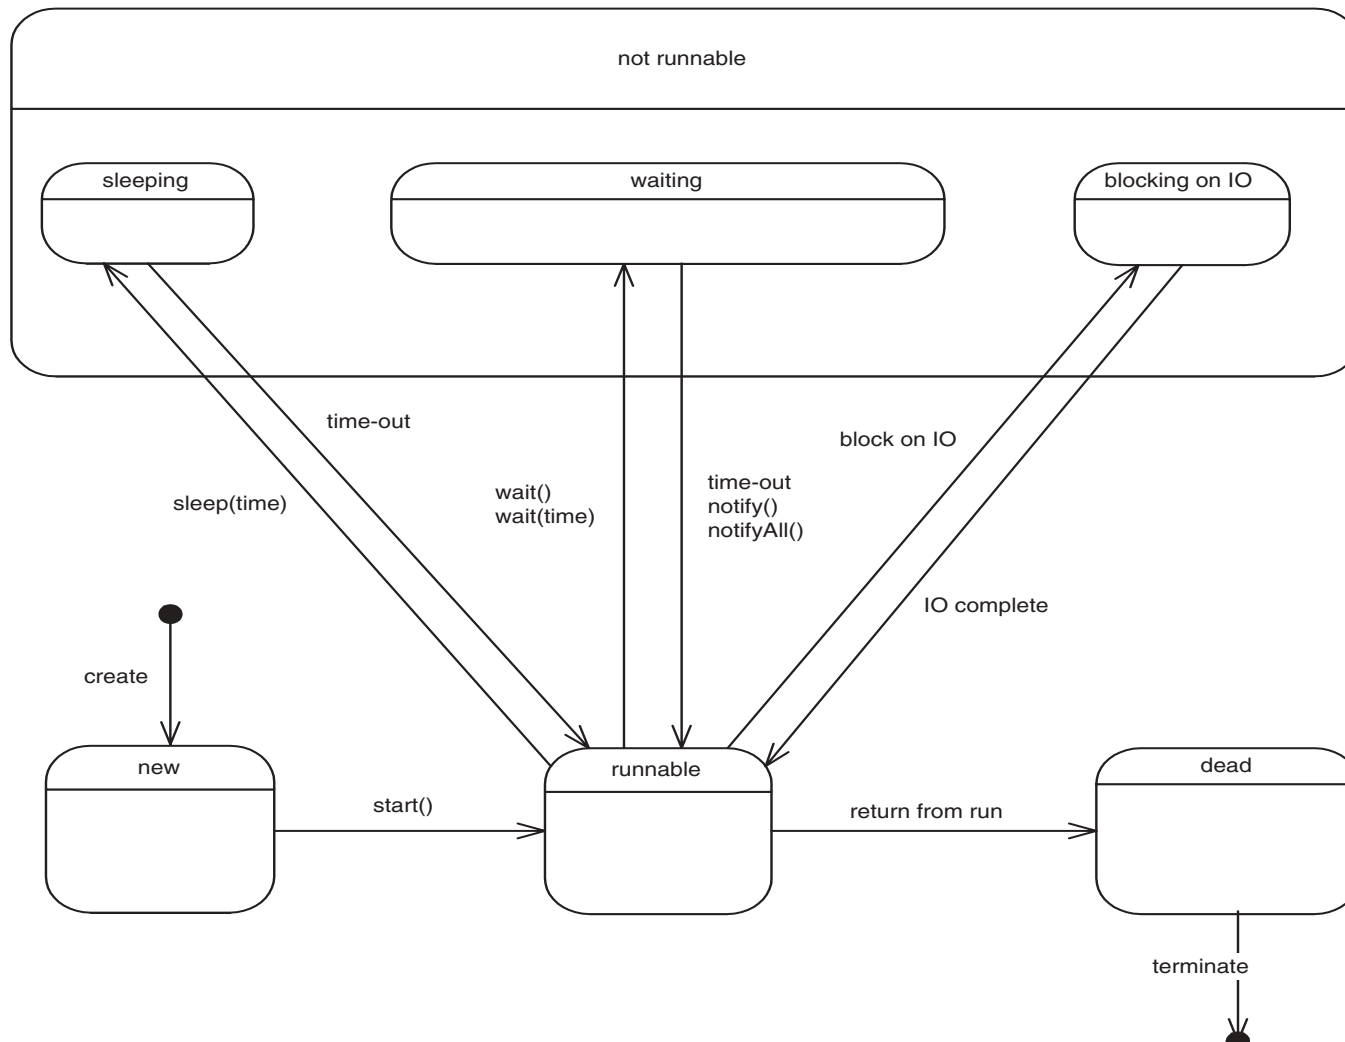 not runnable
sleeping
waiting
blocking on IO
time-out
block on IO
sleep(time)
wait()
wait(time)
time-out
notify()
notifyAll()
IO complete
create
new
runnable
dead
start()
return from run
terminate